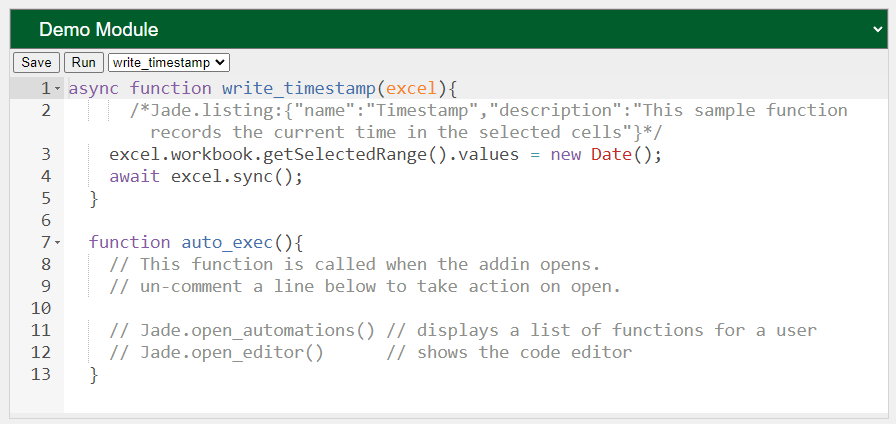 Demo Module
Save Run write_timestamp
1 async function write_timestamp(excel){
2 /*Jade.listing:{"name":"Timestamp","description":"This sample function
records the current time in the selected cells"}*/
3 excel.workbook.getSelectedRange().values = new Date();
4 await excel.sync();
5 }
6
7 function auto_exec(){
8 // This function is called when the addin opens.
9 // un-comment a line below to take action on open.
10
11 // Jade.open_automations() // displays a list of functions for a user
12 // Jade.open_editor() // shows the code editor
13 }